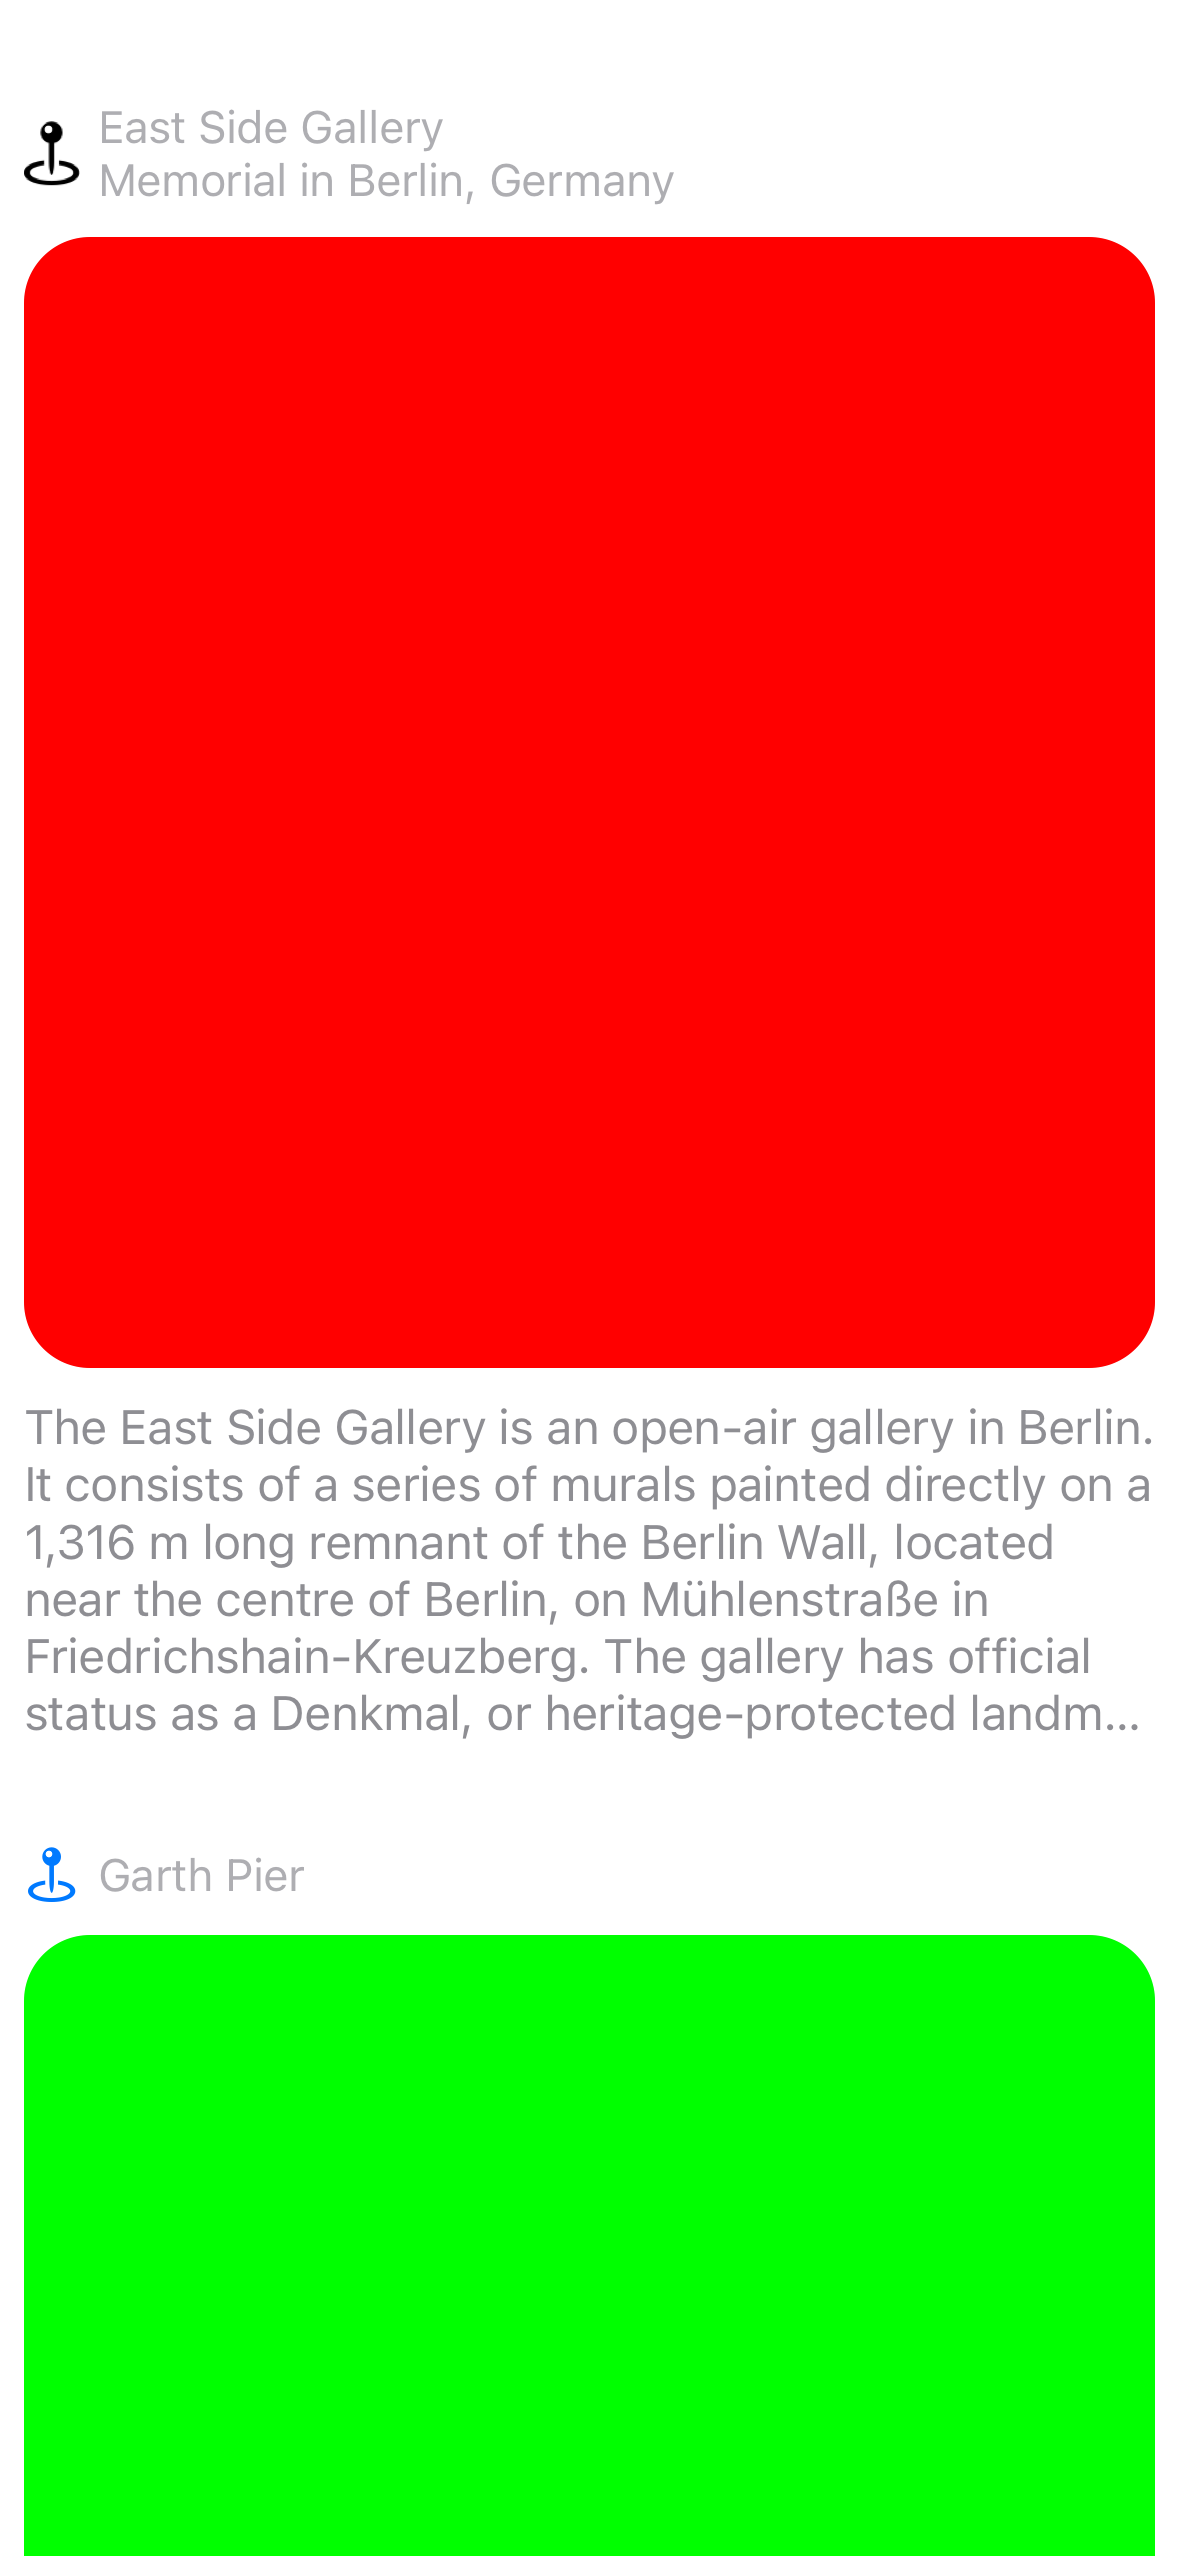 East Side Gallery
Memorial in Berlin, Germany
The East Side Gallery is an open-air gallery in Berlin.
It consists of a series of murals painted directly on a
1,316 m long remnant of the Berlin Wall, located
near the centre of Berlin, on Mühlenstraße in
Friedrichshain-Kreuzberg. The gallery has official
status as a Denkmal, or heritage-protected landm...
Garth Pier